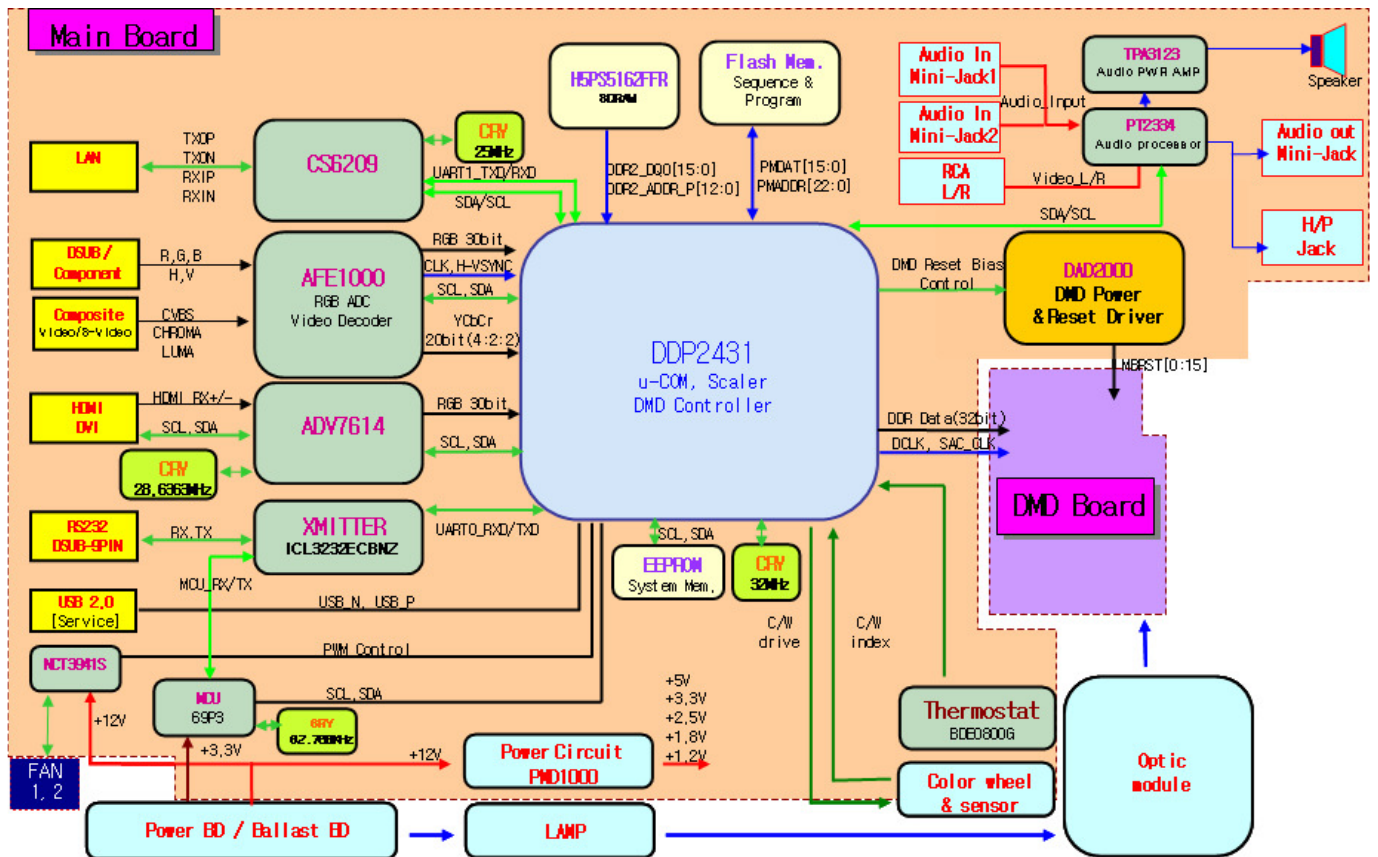 Main Board
H5PS5162FFR
SDRAM
Flash Mem.
Sequence &
Program
Audio In
Mini-Jack1
Audio In
Mini-Jack2
RCA
L/R
Audio_Input
Video_L/R
TPA3123
Audio PWR AMP
Speaker
PT2334
Audio processor
Audio out
Mini-Jack
H/P
Jack
SDA/SCL
LAN
TXOP
TXON
RXIP
RXIN
CS6209
CRY
25MHz
UART1_TXD/RXD
SDA/SCL
DDR2_DQ0[15:0]
DDR2_ADDR_P[12:0]
PMDAT[15:0]
PMADDR[22:0]
DSUB /
Component
R,G,B
H,V
Composite
Video/S-Video
CVBS
CHROMA
LUMA
AFE1000
RGB ADC
Video Decoder
RGB 30bit
CLK,H-VSYNC
SCL,SDA
YCbCr
20bit(4:2:2)
DDP2431
u-COM, Scaler
DMD Controller
DMD Reset Bias
Control
DAD2000
DMD Power
&Reset Driver
MBRST[0:15]
HDMI
DVI
HDMI RX+/-
SCL, SDA
ADV7614
RGB 30bit
SCL,SDA
CRY
28.6363MHz
DDR Data(32bit)
DCLK, SAC_CLK
DMD Board
RS232
DSUB-9PIN
RX,TX
XMITTER
ICL3232ECBNZ
UART0_RXD/TXD
SCL, SDA
EEPROM
System Mem.
CRY
32MHz
MCU_RX/TX
USB 2.0
[Service]
USB_N, USB_P
C/W
drive
C/W
index
NCT3941S
PWM Control
+12V
MCU
69P3
SCL, SDA
CRY
+3.3V
+12V
Power Circuit
PMD1000
+5V
+3.3V
+2.5V
+1.8V
+1.2V
Thermostat
BDE0800G
Color wheel
& sensor
Optic
module
FAN
1, 2
Power BD / Ballast BD
LAMP